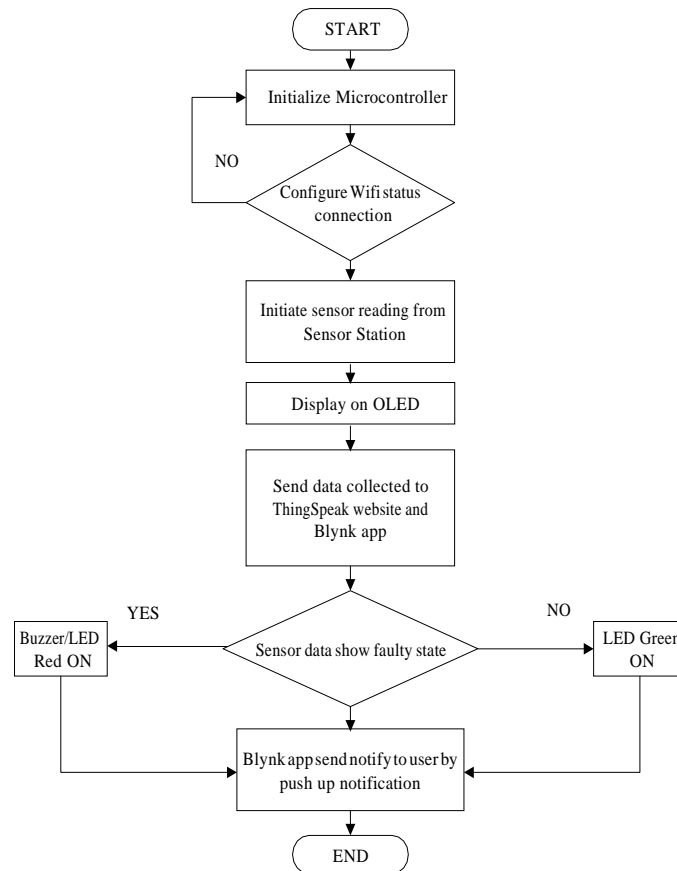 START
Initialize Microcontroller
NO
Configure Wifi status
connection
Initiate sensor reading from
Sensor Station
Display on OLED
Send data collected to
ThingSpeak website and
Blynk app
YES
NO
Buzzer/LED
Red ON
Sensor data show faulty state
LED Green
ON
Blynk app send notify to user by
push up notification
END